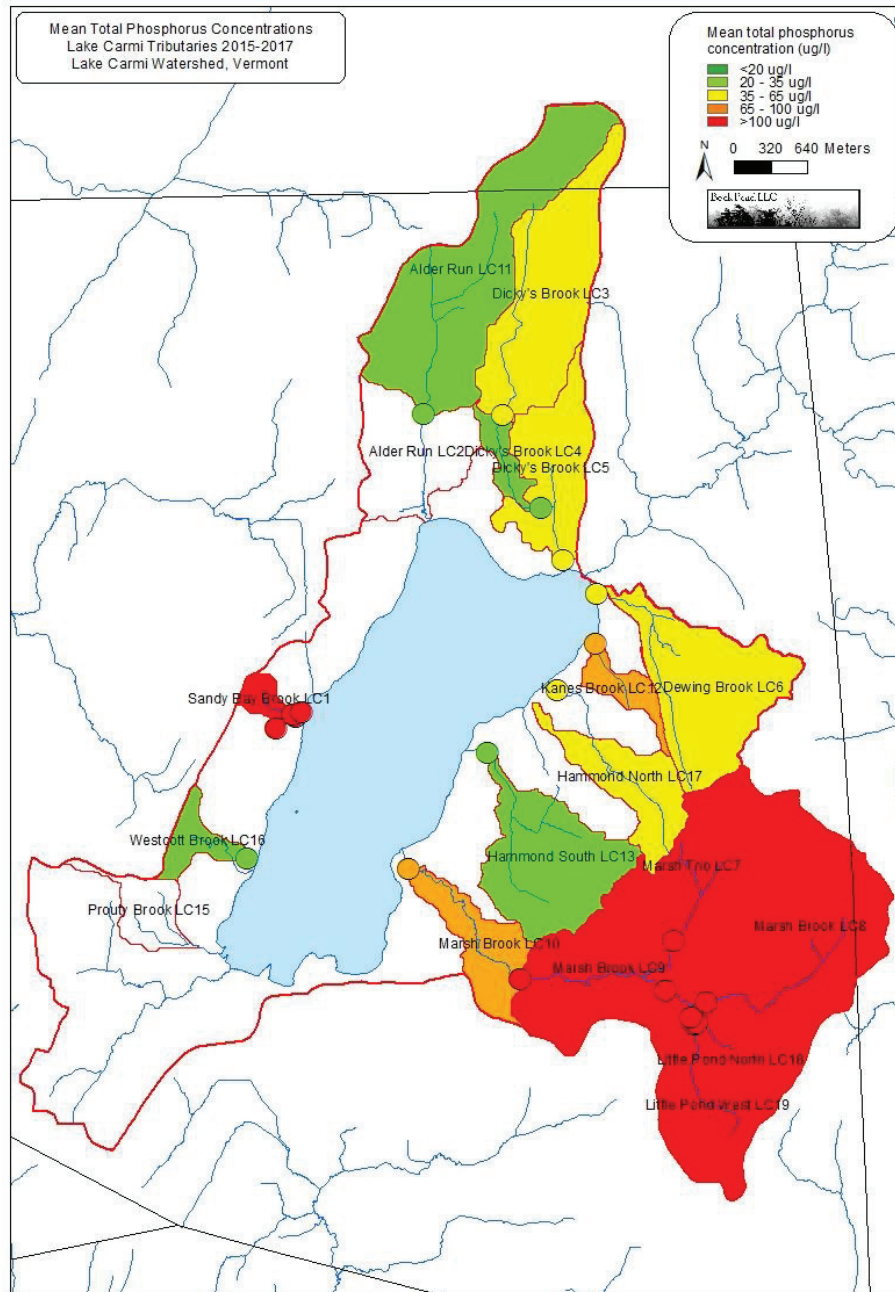 Mean Total Phosphorus Concentrations
Lake Carmi Tributaries 2015-2017
Lake Carmi Watershed, Vermont
Mean total phosphorus
concentration (ug/l)
<20 ug/l
20 - 35 ug/l
35 - 65 ug/l
65 - 100 ug/l
>100 ug/l
N
0 320 640 Meters
Pond LLC
Alder Run LC11
Dicky's Brook LC3
Alder Run LC2
Dicky's Brook LC4
Dicky's Brook LC5
Sandy Bay Brook LC1
Kanes Brook LC12
Dewing Brook LC6
Hammond North LC17
Westcott Brook LC16
Hammond South LC13
Marsh Trib LC7
Prouty Brook LC15
Marsh Brook LC8
Marsh Brook LC10
Marsh Brook LC9
Little Pond North LC18
Little Pond West LC19